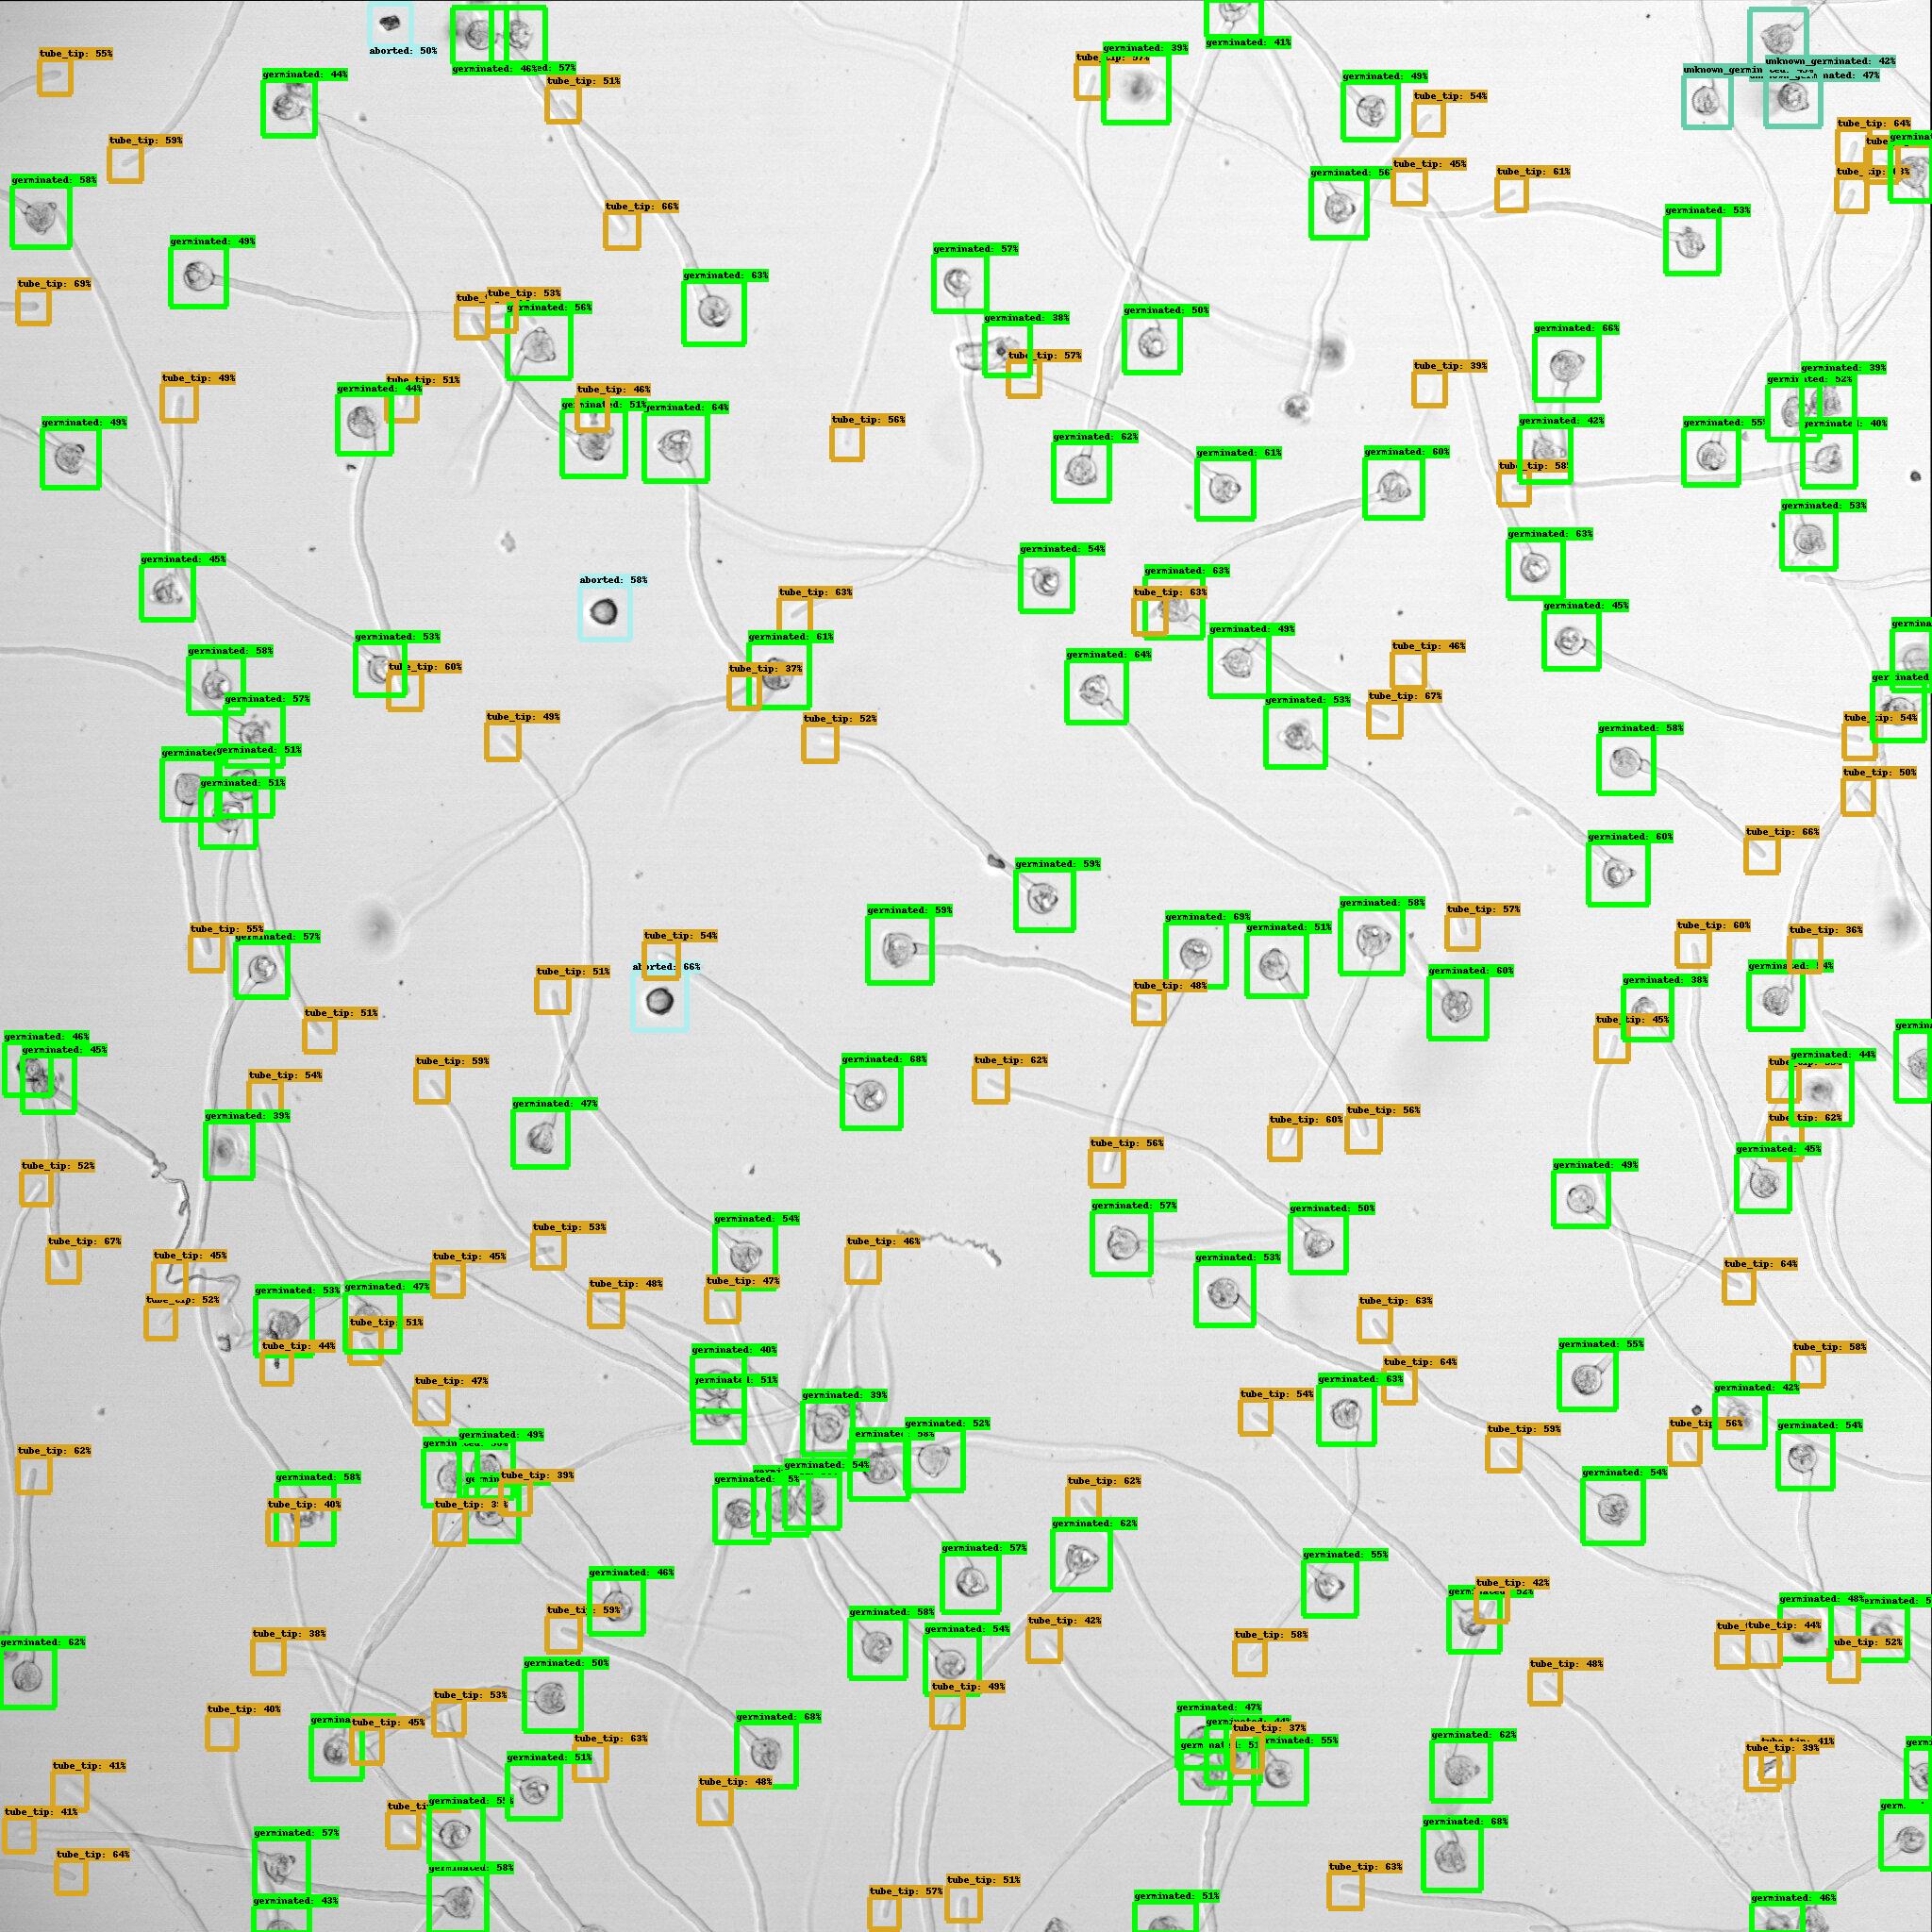 aborted: 50%
germinated: 57%
germinated: 41%
germinated: 39%
tube_tip: 55%
germinated: 44%
tube_tip: 51%
germinated: 49%
unknown_germinated: 42%
tube_tip: 54%
tube_tip: 64%
tube_tip: 59%
tube_tip: 45%
tube_tip: 61%
germinated: 58%
tube_tip: 66%
germinated: 53%
germinated: 49%
germinated: 57%
germinated: 63%
tube_tip: 69%
tube_tip: 53%
germinated: 56%
germinated: 38%
germinated: 50%
germinated: 66%
tube_tip: 57%
tube_tip: 39%
germinated: 39%
tube_tip: 49%
tube_tip: 51%
germinated: 44%
tube_tip: 46%
germinated: 64%
tube_tip: 56%
germinated: 49%
germinated: 42%
germinated: 62%
germinated: 61%
germinated: 60%
germinated: 53%
germinated: 63%
germinated: 54%
germinated: 45%
germinated: 63%
aborted: 58%
tube_tip: 63%
tube_tip: 63%
germinated: 45%
germinated: 49%
germinated: 53%
germinated: 61%
tube_tip: 46%
germinated: 58%
germinated: 64%
tube_tip: 60%
tube_tip: 37%
germinated: 57%
germinated: 53%
tube_tip: 67%
tube_tip: 49%
tube_tip: 52%
tube_tip: 54%
germinated: 58%
germinated: 51%
tube_tip: 50%
germinated: 51%
tube_tip: 66%
germinated: 60%
germinated: 59%
germinated: 59%
germinated: 58%
tube_tip: 57%
germinated: 69%
germinated: 51%
tube_tip: 60%
tube_tip: 55%
tube_tip: 36%
germinated: 57%
tube_tip: 54%
aborted: 66%
tube_tip: 51%
germinated: 60%
germinated: 38%
tube_tip: 48%
tube_tip: 51%
tube_tip: 45%
germinated: 46%
germinated: 45%
germinated: 44%
tube_tip: 59%
tube_tip: 62%
germinated: 68%
tube_tip: 54%
germinated: 47%
germinated: 39%
tube_tip: 60%
tube_tip: 56%
tube_tip: 62%
tube_tip: 56%
germinated: 45%
tube_tip: 52%
germinated: 49%
germinated: 57%
germinated: 50%
germinated: 54%
tube_tip: 53%
tube_tip: 67%
tube_tip: 46%
tube_tip: 45%
tube_tip: 45%
germinated: 53%
tube_tip: 64%
tube_tip: 48%
tube_tip: 47%
germinated: 47%
germinated: 53%
tube_tip: 52%
tube_tip: 63%
tube_tip: 51%
tube_tip: 44%
germinated: 55%
tube_tip: 58%
germinated: 40%
tube_tip: 64%
germinated: 51%
germinated: 63%
tube_tip: 47%
germinated: 42%
germinated: 39%
tube_tip: 54%
germinated: 52%
germinated: 54%
tube_tip: 56%
tube_tip: 59%
germinated: 49%
tube_tip: 62%
germinated: 54%
germinated: 58%
tube_tip: 39%
tube_tip: 62%
germinated: 54%
tube_tip: 40%
germinated: 62%
germinated: 57%
germinated: 55%
germinated: 46%
tube_tip: 42%
germinated: 48%
tube_tip: 59%
germinated: 58%
tube_tip: 42%
germinated: 54%
tube_tip: 38%
tube_tip: 58%
tube_tip: 44%
germinated: 62%
tube_tip: 52%
germinated: 50%
tube_tip: 48%
tube_tip: 49%
tube_tip: 53%
germinated: 47%
tube_tip: 40%
germinated: 68%
tube_tip: 45%
tube_tip: 37%
germinated: 62%
tube_tip: 63%
germinated: 55%
tube_tip: 39%
germinated: 51%
tube_tip: 41%
tube_tip: 48%
tube_tip: 41%
germinated: 68%
germinated: 57%
tube_tip: 64%
germinated: 58%
tube_tip: 63%
tube_tip: 51%
tube_tip: 57%
germinated: 51%
germinated: 43%
germinated: 46%